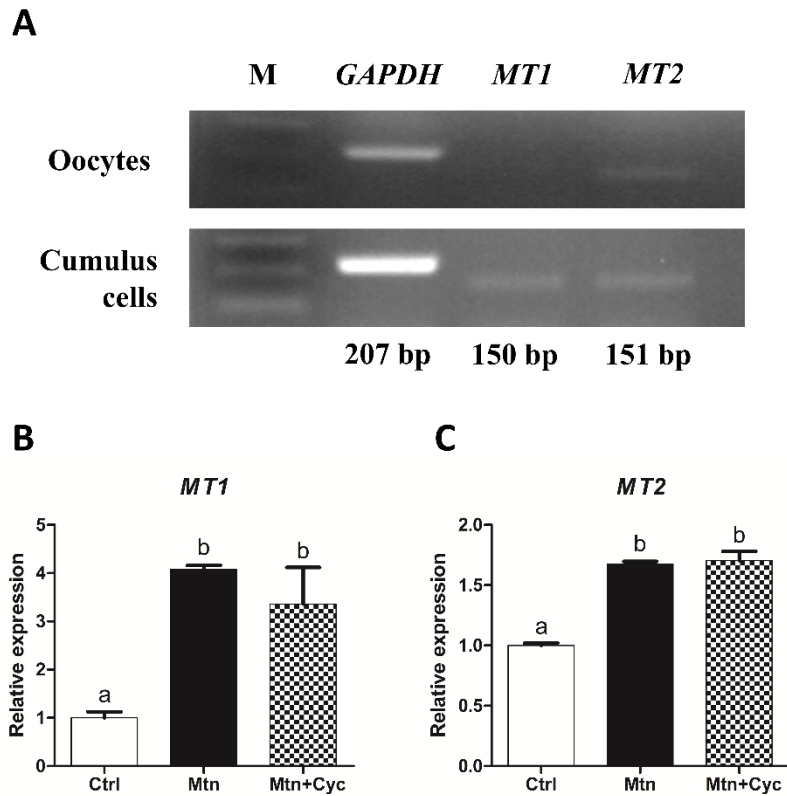 A
M GAPDH MT1 MT2
Oocytes
Cumulus
cells
207 bp 150 bp 151 bp
B
MT1
Relative expression
5
4
3
2
1
0
a
b
b
Ctrl Mtn Mtn+Cyc
C
MT2
Relative expression
2.0
1.5
1.0
0.5
0.0
a
b
b
Ctrl Mtn Mtn+Cyc